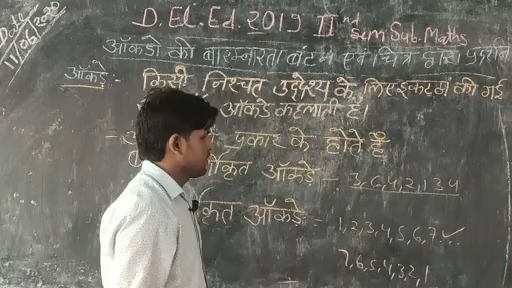 Date 11/06/2020
D.El.Ed. 2019 IInd Sem Sub. Maths
आँकडो की बारम्बारता बंटन एवं चित्र द्वारा
आँकडे :- किसी निश्चित उद्देश्य के लिए इकट्ठा की गई
आँकडे कहलाती है।
प्रकार के होते हैं
आँकडे :- 3, 6, 4, 2, 1 3 4
आँकडे :- 1, 2, 3, 4, 5, 6, 7
7, 6, 5, 4, 3, 2, 1